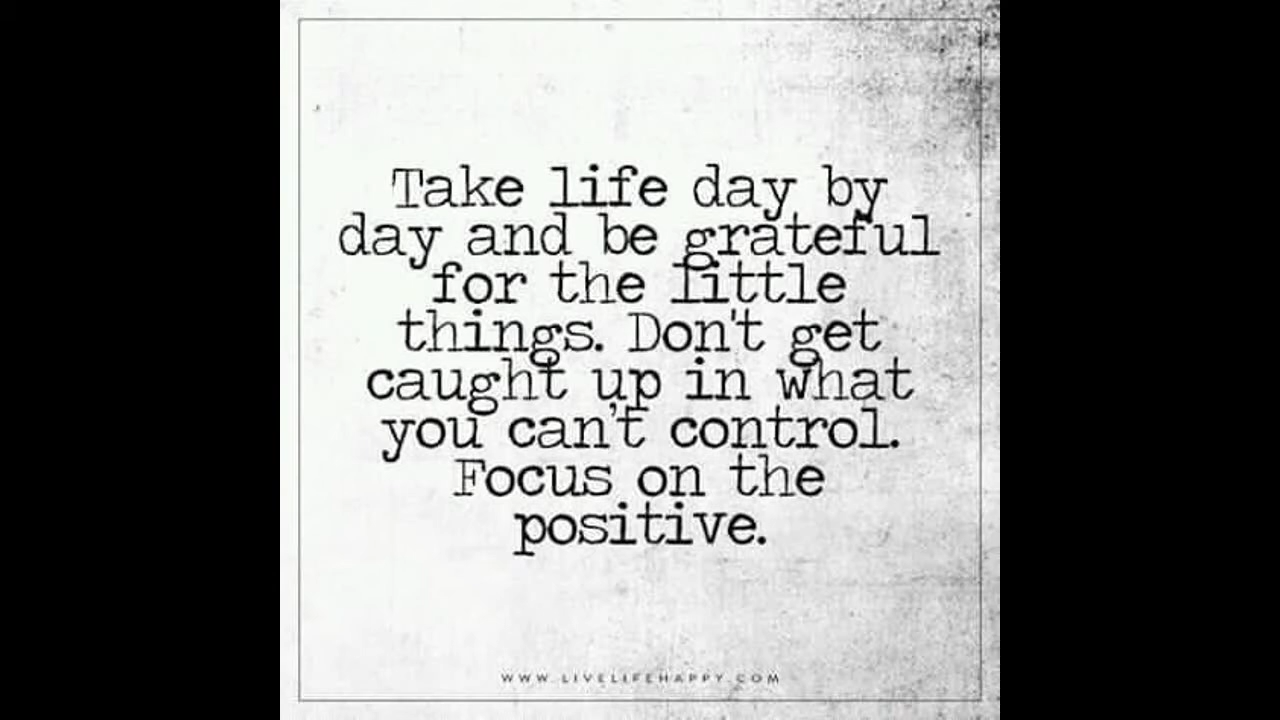 Take life day by
day and be grateful
for the little
things. Don't get
caught up in what
you can't control.
Focus on the
positive.
WWW.LIVELIFEHAPPY.COM